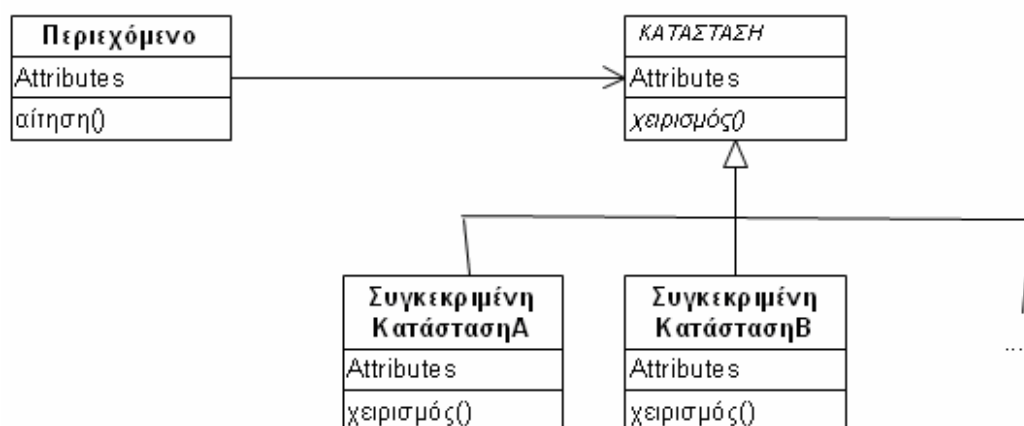 Περιεχόμενο
Attributes
αίτηση()
ΚΑΤΑΣΤΑΣΗ
Attributes
χειρισμός()
Συγκεκριμένη
ΚατάστασηΑ
Attributes
χειρισμός()
Συγκεκριμένη
ΚατάστασηΒ
Attributes
χειρισμός()
...